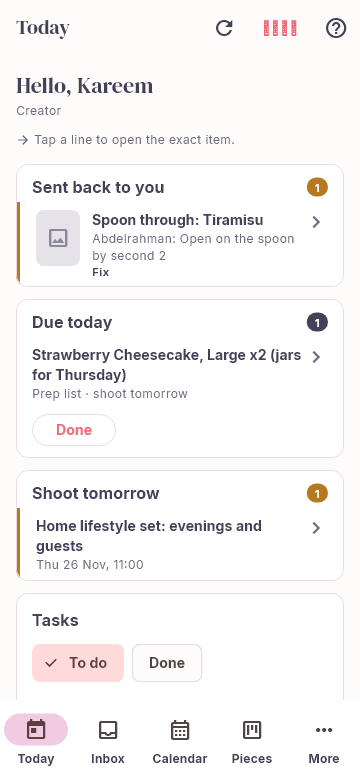 Today
Hello, Kareem
Creator
→ Tap a line to open the exact item.
Sent back to you
1
Spoon through: Tiramisu
Abdelrahman: Open on the spoon
by second 2
Fix
Due today
1
Strawberry Cheesecake, Large x2 (jars
for Thursday)
Prep list · shoot tomorrow
Done
Shoot tomorrow
1
Home lifestyle set: evenings and
guests
Thu 26 Nov, 11:00
Tasks
To do
Done
Today
Inbox
Calendar
Pieces
More